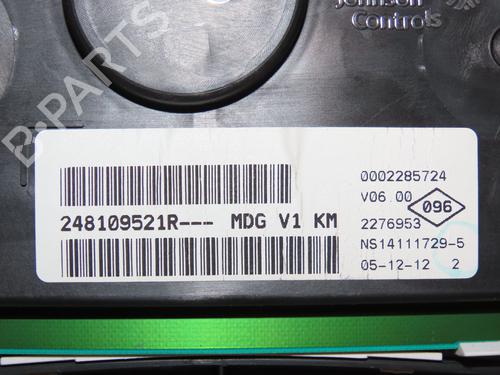 Johnson
Controls
B-PARTS
0002285724
V06.00
096
248109521R--- MDG V1 KM
2276953
NS14111729-5
05-12-12 2